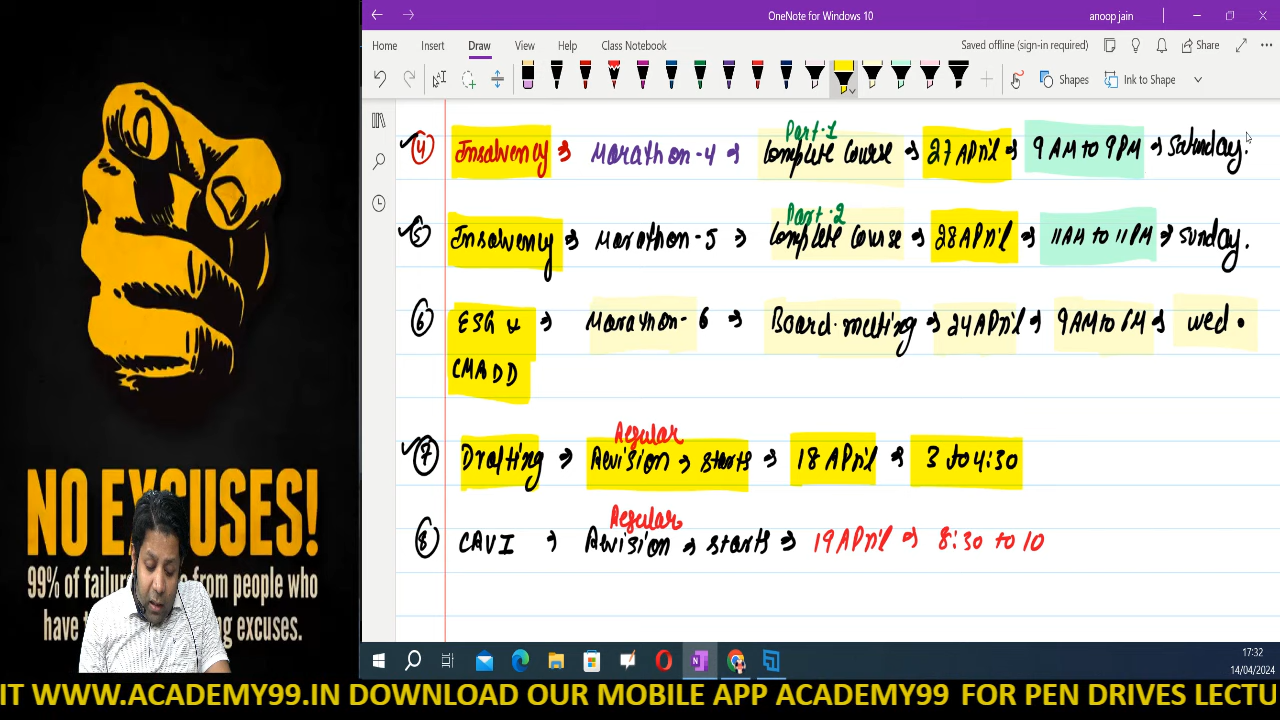 OneNote for Windows 10
anoop jain
Home Insert Draw View Help Class Notebook
Saved offline (sign-in required)
Share
Shapes
Ink to Shape
Part-1
④ Insolvency → Marathon-4 → Complete Course → 27 April → 9 AM to 9 PM → Saturday.
Part-2
⑤ Insolvency → Marathon-5 → Complete Course → 28 April → 11 AM to 11 PM → Sunday.
⑥ ESG & → Marathon-6 → Board meeting → 24 April → 9 AM to PM → Wed
CMADD
Regular
⑦ Drafting → Revision → starts → 18 April → 3 to 4:30
Regular
⑧ CAVI → Revision → starts → 19 April → 8:30 to 10
NO EXCUSES!
99% of from people who
have excuses.
17:32
14/04/2024
IT WWW.ACADEMY99.IN DOWNLOAD OUR MOBILE APP ACADEMY99 FOR PEN DRIVES LECTU